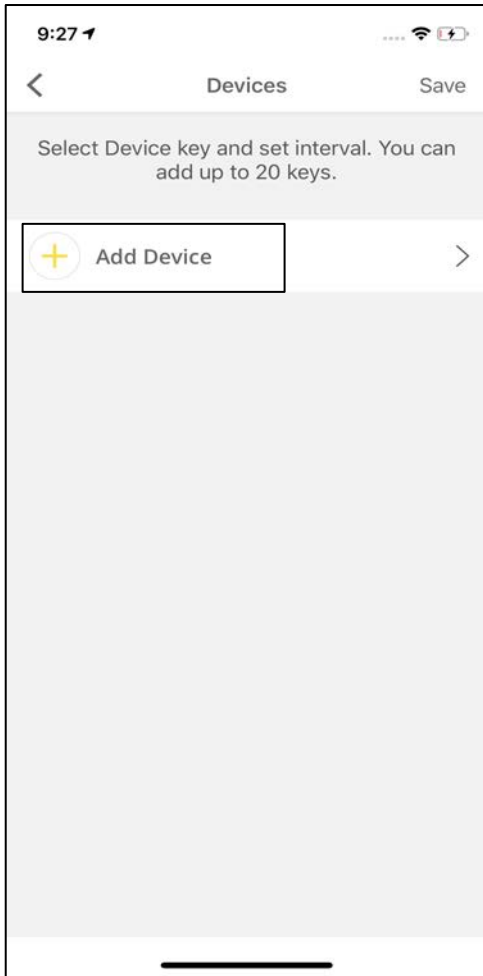 9:27
Devices
Save
Select Device key and set interval. You can
add up to 20 keys.
Add Device